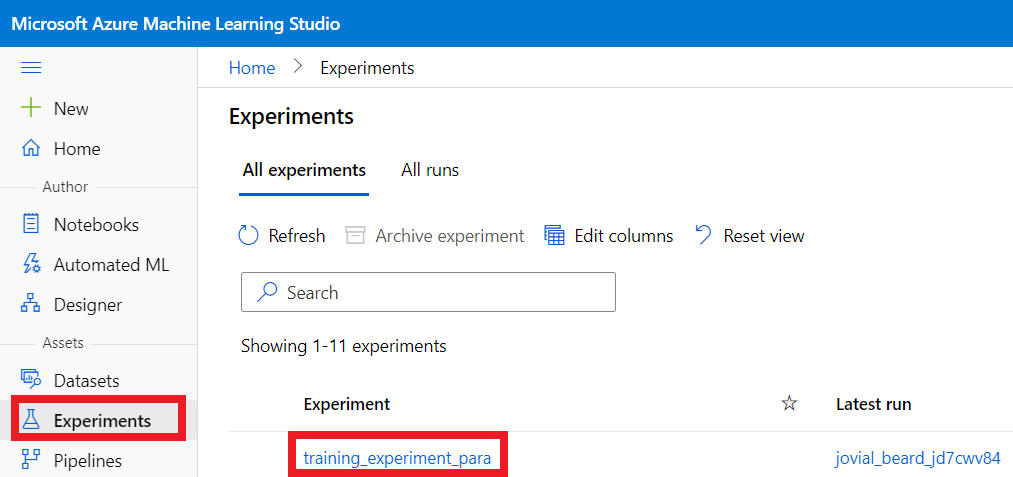 Microsoft Azure Machine Learning Studio
Home > Experiments
New
Home
Author
Notebooks
Automated ML
Designer
Assets
Datasets
Experiments
Pipelines
Experiments
All experiments All runs
Refresh Archive experiment Edit columns Reset view
Search
Showing 1-11 experiments
Experiment Latest run
training_experiment_para jovial_beard_jd7cwv84